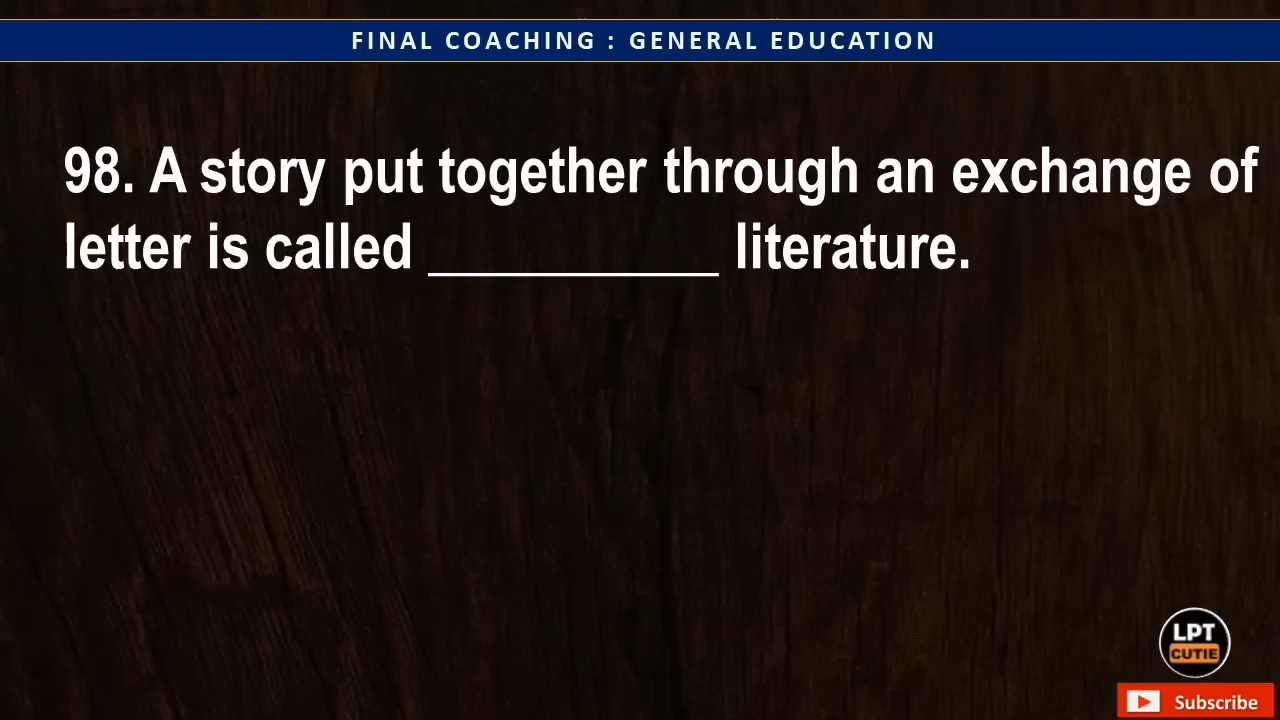 FINAL COACHING : GENERAL EDUCATION
98. A story put together through an exchange of
letter is called __________ literature.
LPT
CUTIE
Subscribe